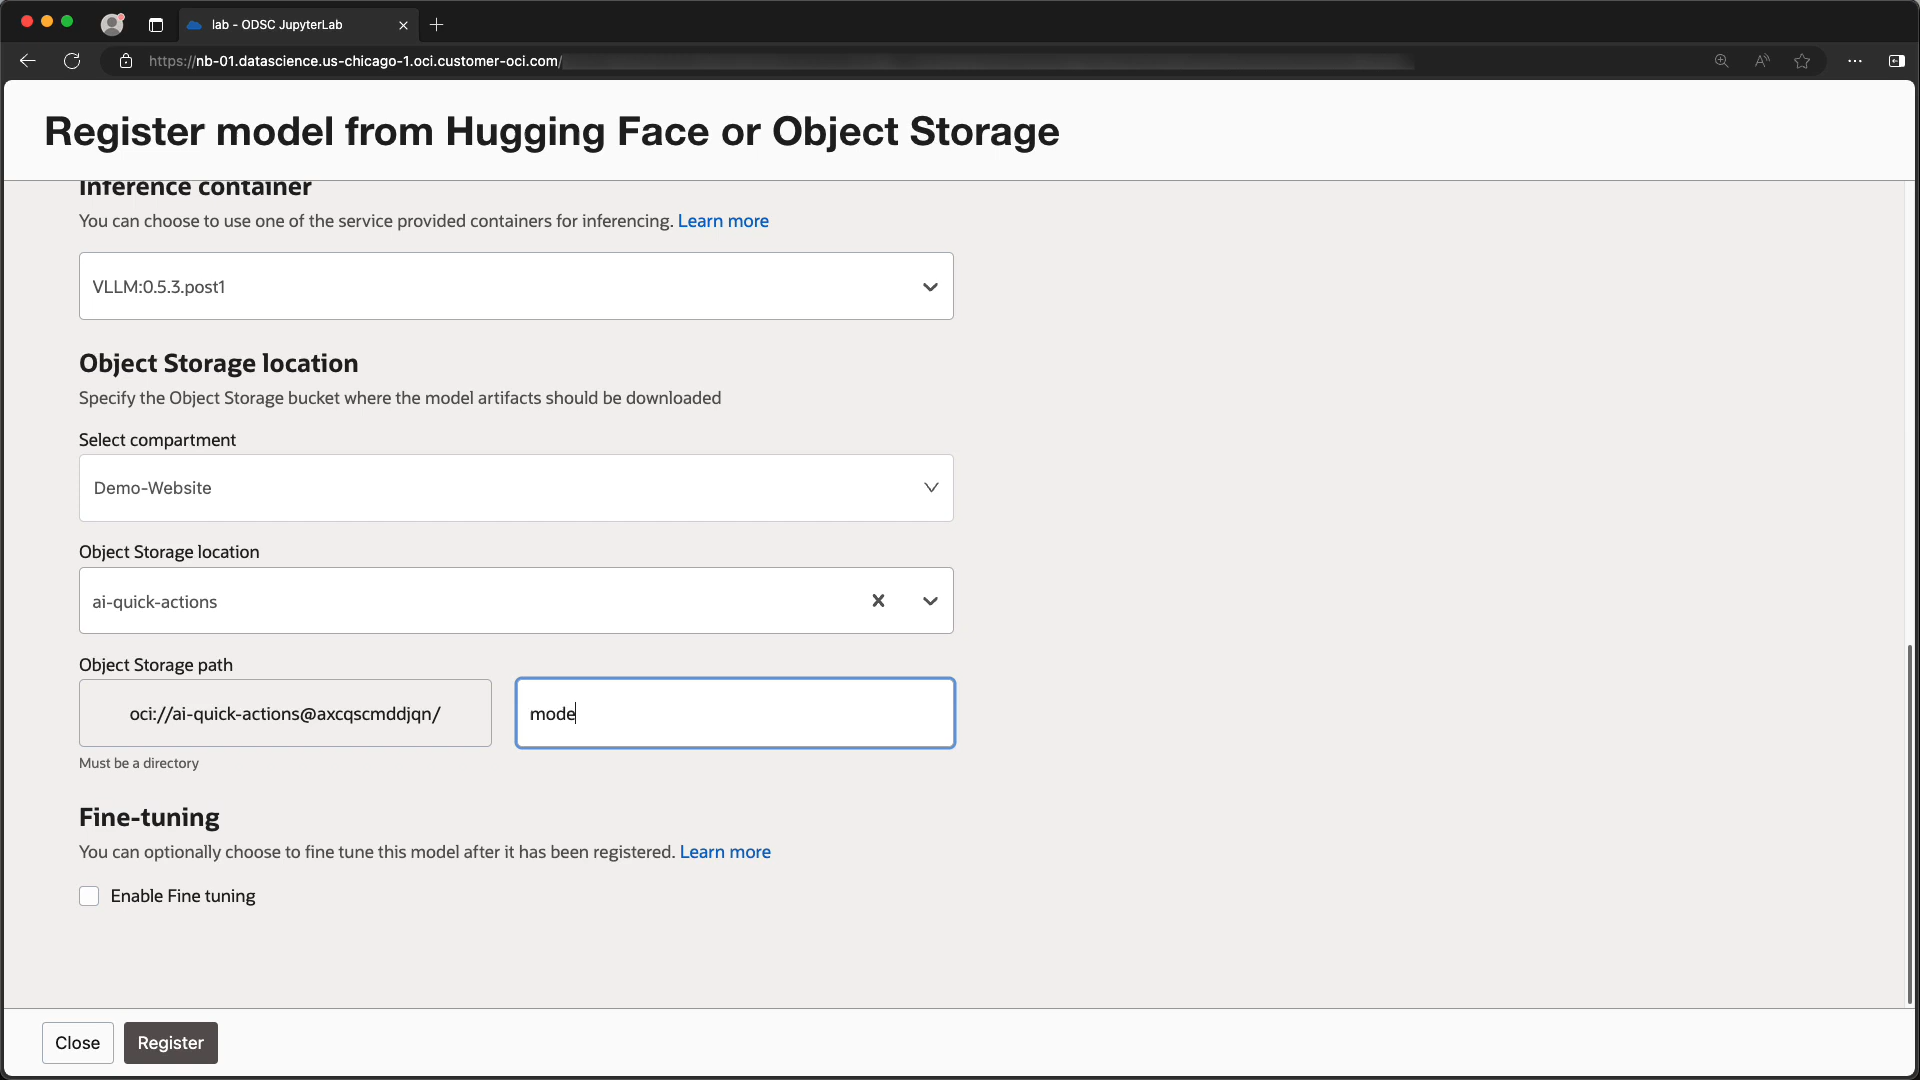 lab - ODSC JupyterLab
https://nb-01.datascience.us-chicago-1.oci.customer-oci.com/
Register model from Hugging Face or Object Storage
Inference container
You can choose to use one of the service provided containers for inferencing. Learn more
VLLM:0.5.3.post1
Object Storage location
Specify the Object Storage bucket where the model artifacts should be downloaded
Select compartment
Demo-Website
Object Storage location
ai-quick-actions
Object Storage path
oci://ai-quick-actions@axcqscmddjqn/ mode
Must be a directory
Fine-tuning
You can optionally choose to fine tune this model after it has been registered. Learn more
Enable Fine tuning
Close Register